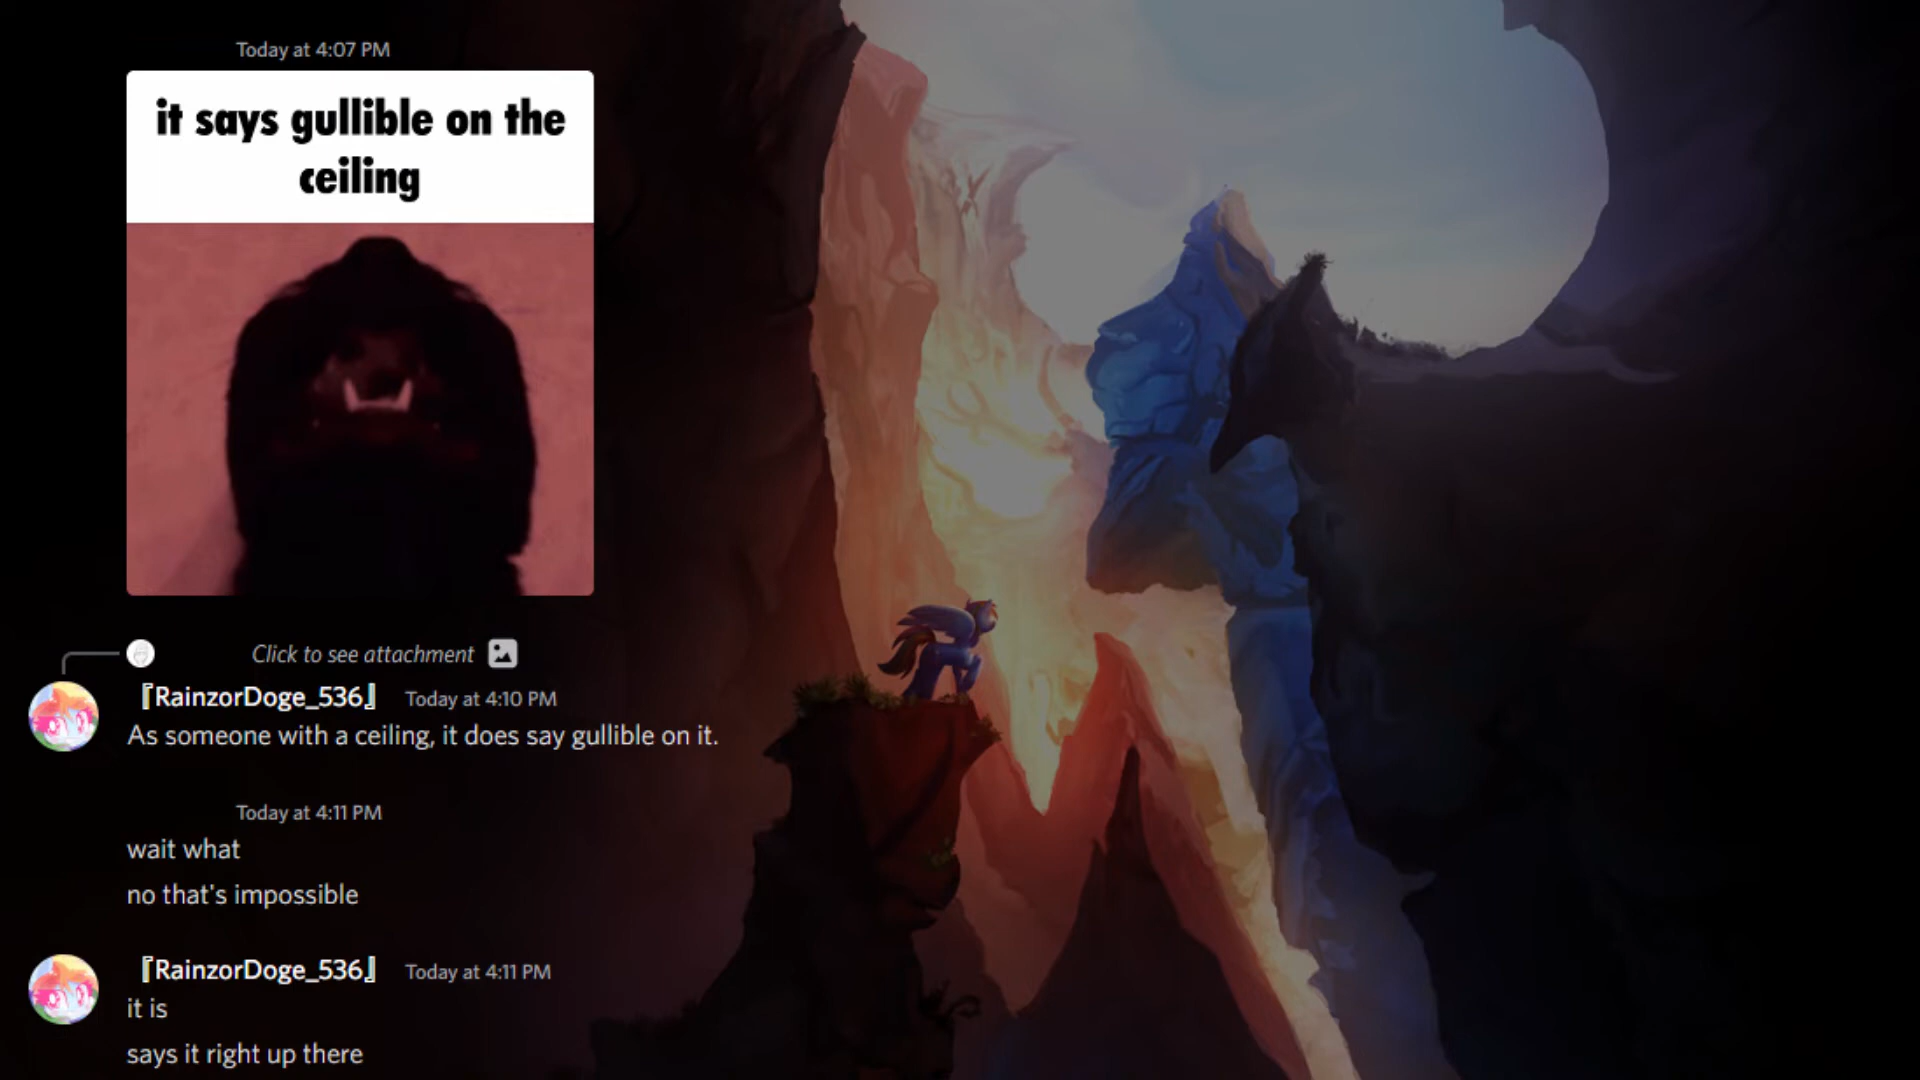 Today at 4:07 PM
it says gullible on the
ceiling
Click to see attachment
『RainzorDoge_536』 Today at 4:10 PM
As someone with a ceiling, it does say gullible on it.
Today at 4:11 PM
wait what
no that's impossible
『RainzorDoge_536』 Today at 4:11 PM
it is
says it right up there